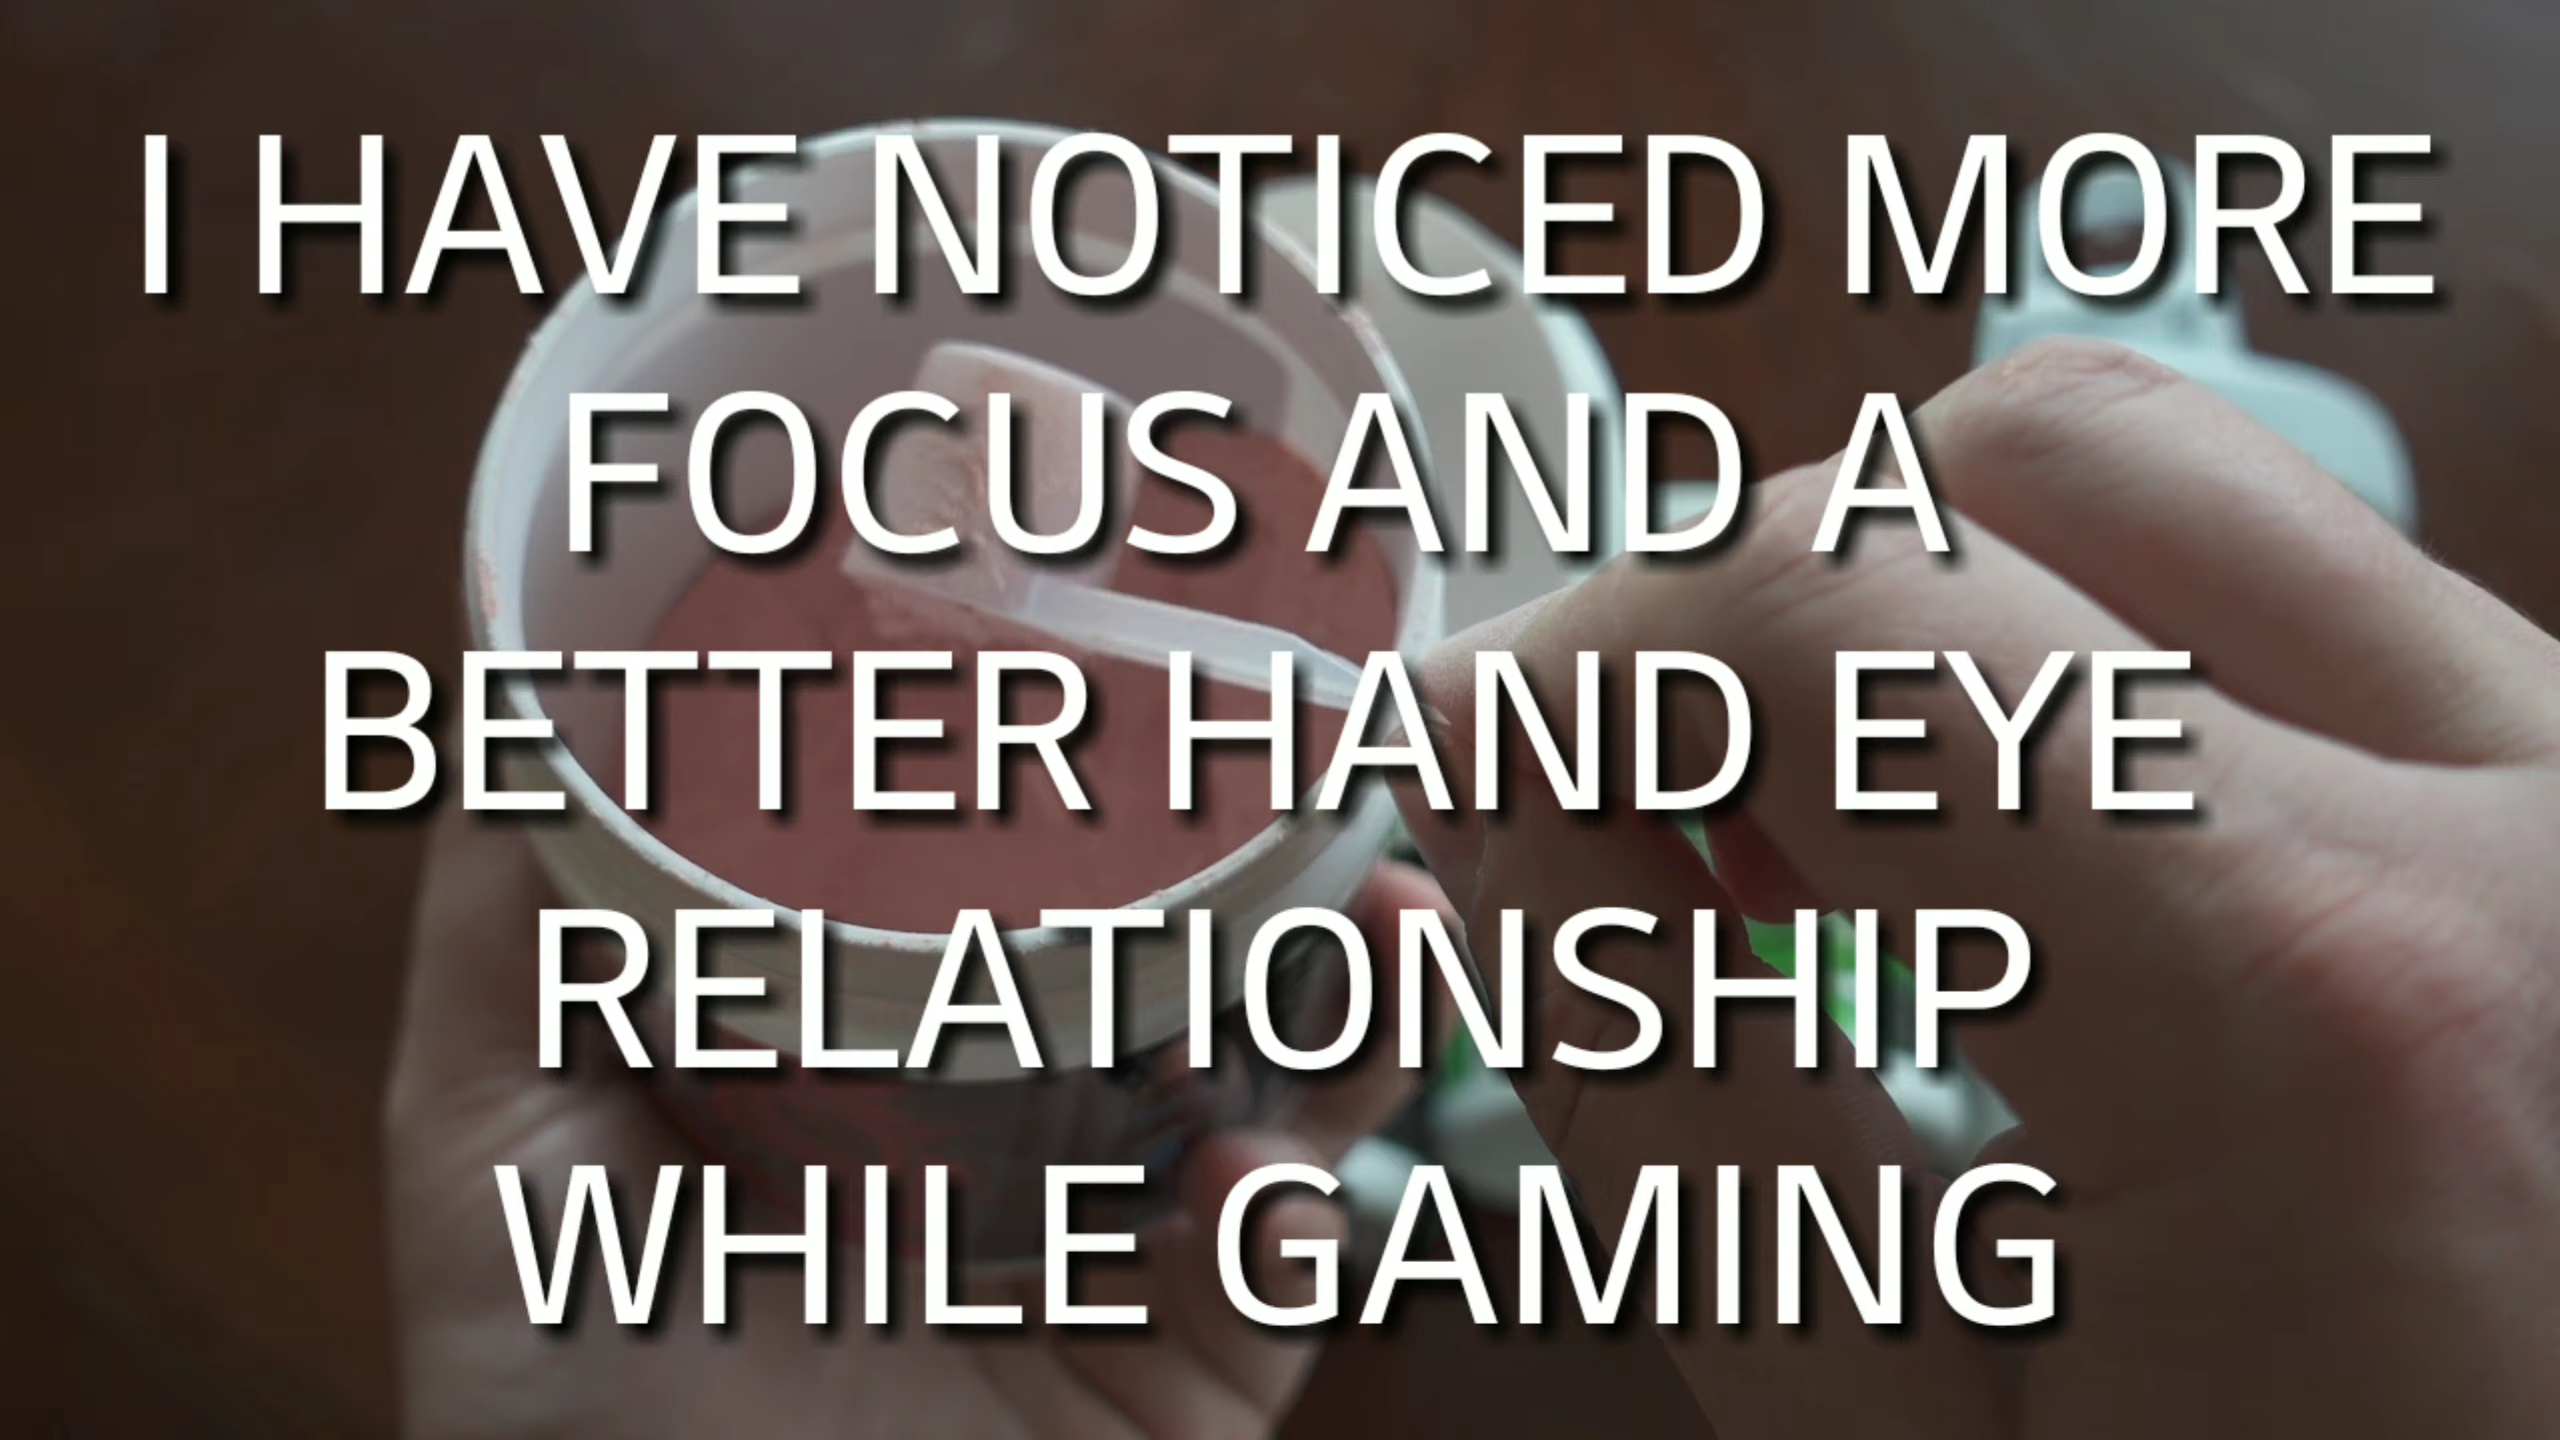 I HAVE NOTICED MORE
FOCUS AND A
BETTER HAND EYE
RELATIONSHIP
WHILE GAMING